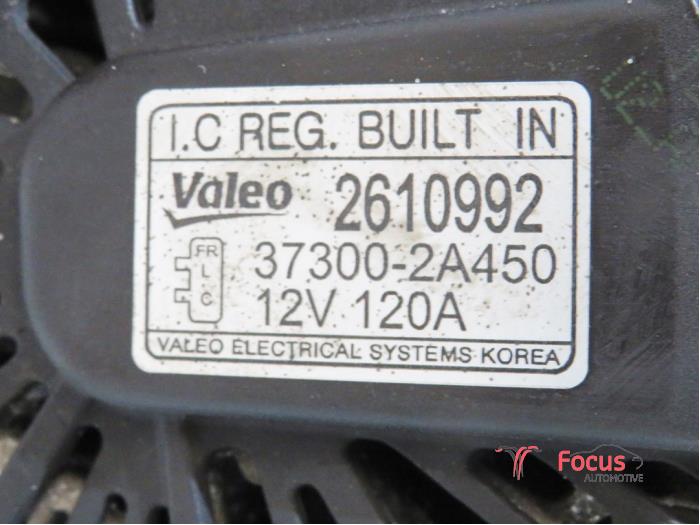 I.C REG. BUILT IN
Valeo 2610992
FR
L
C
37300-2A450
12V 120A
VALEO ELECTRICAL SYSTEMS KOREA
Focus
AUTOMOTIVE